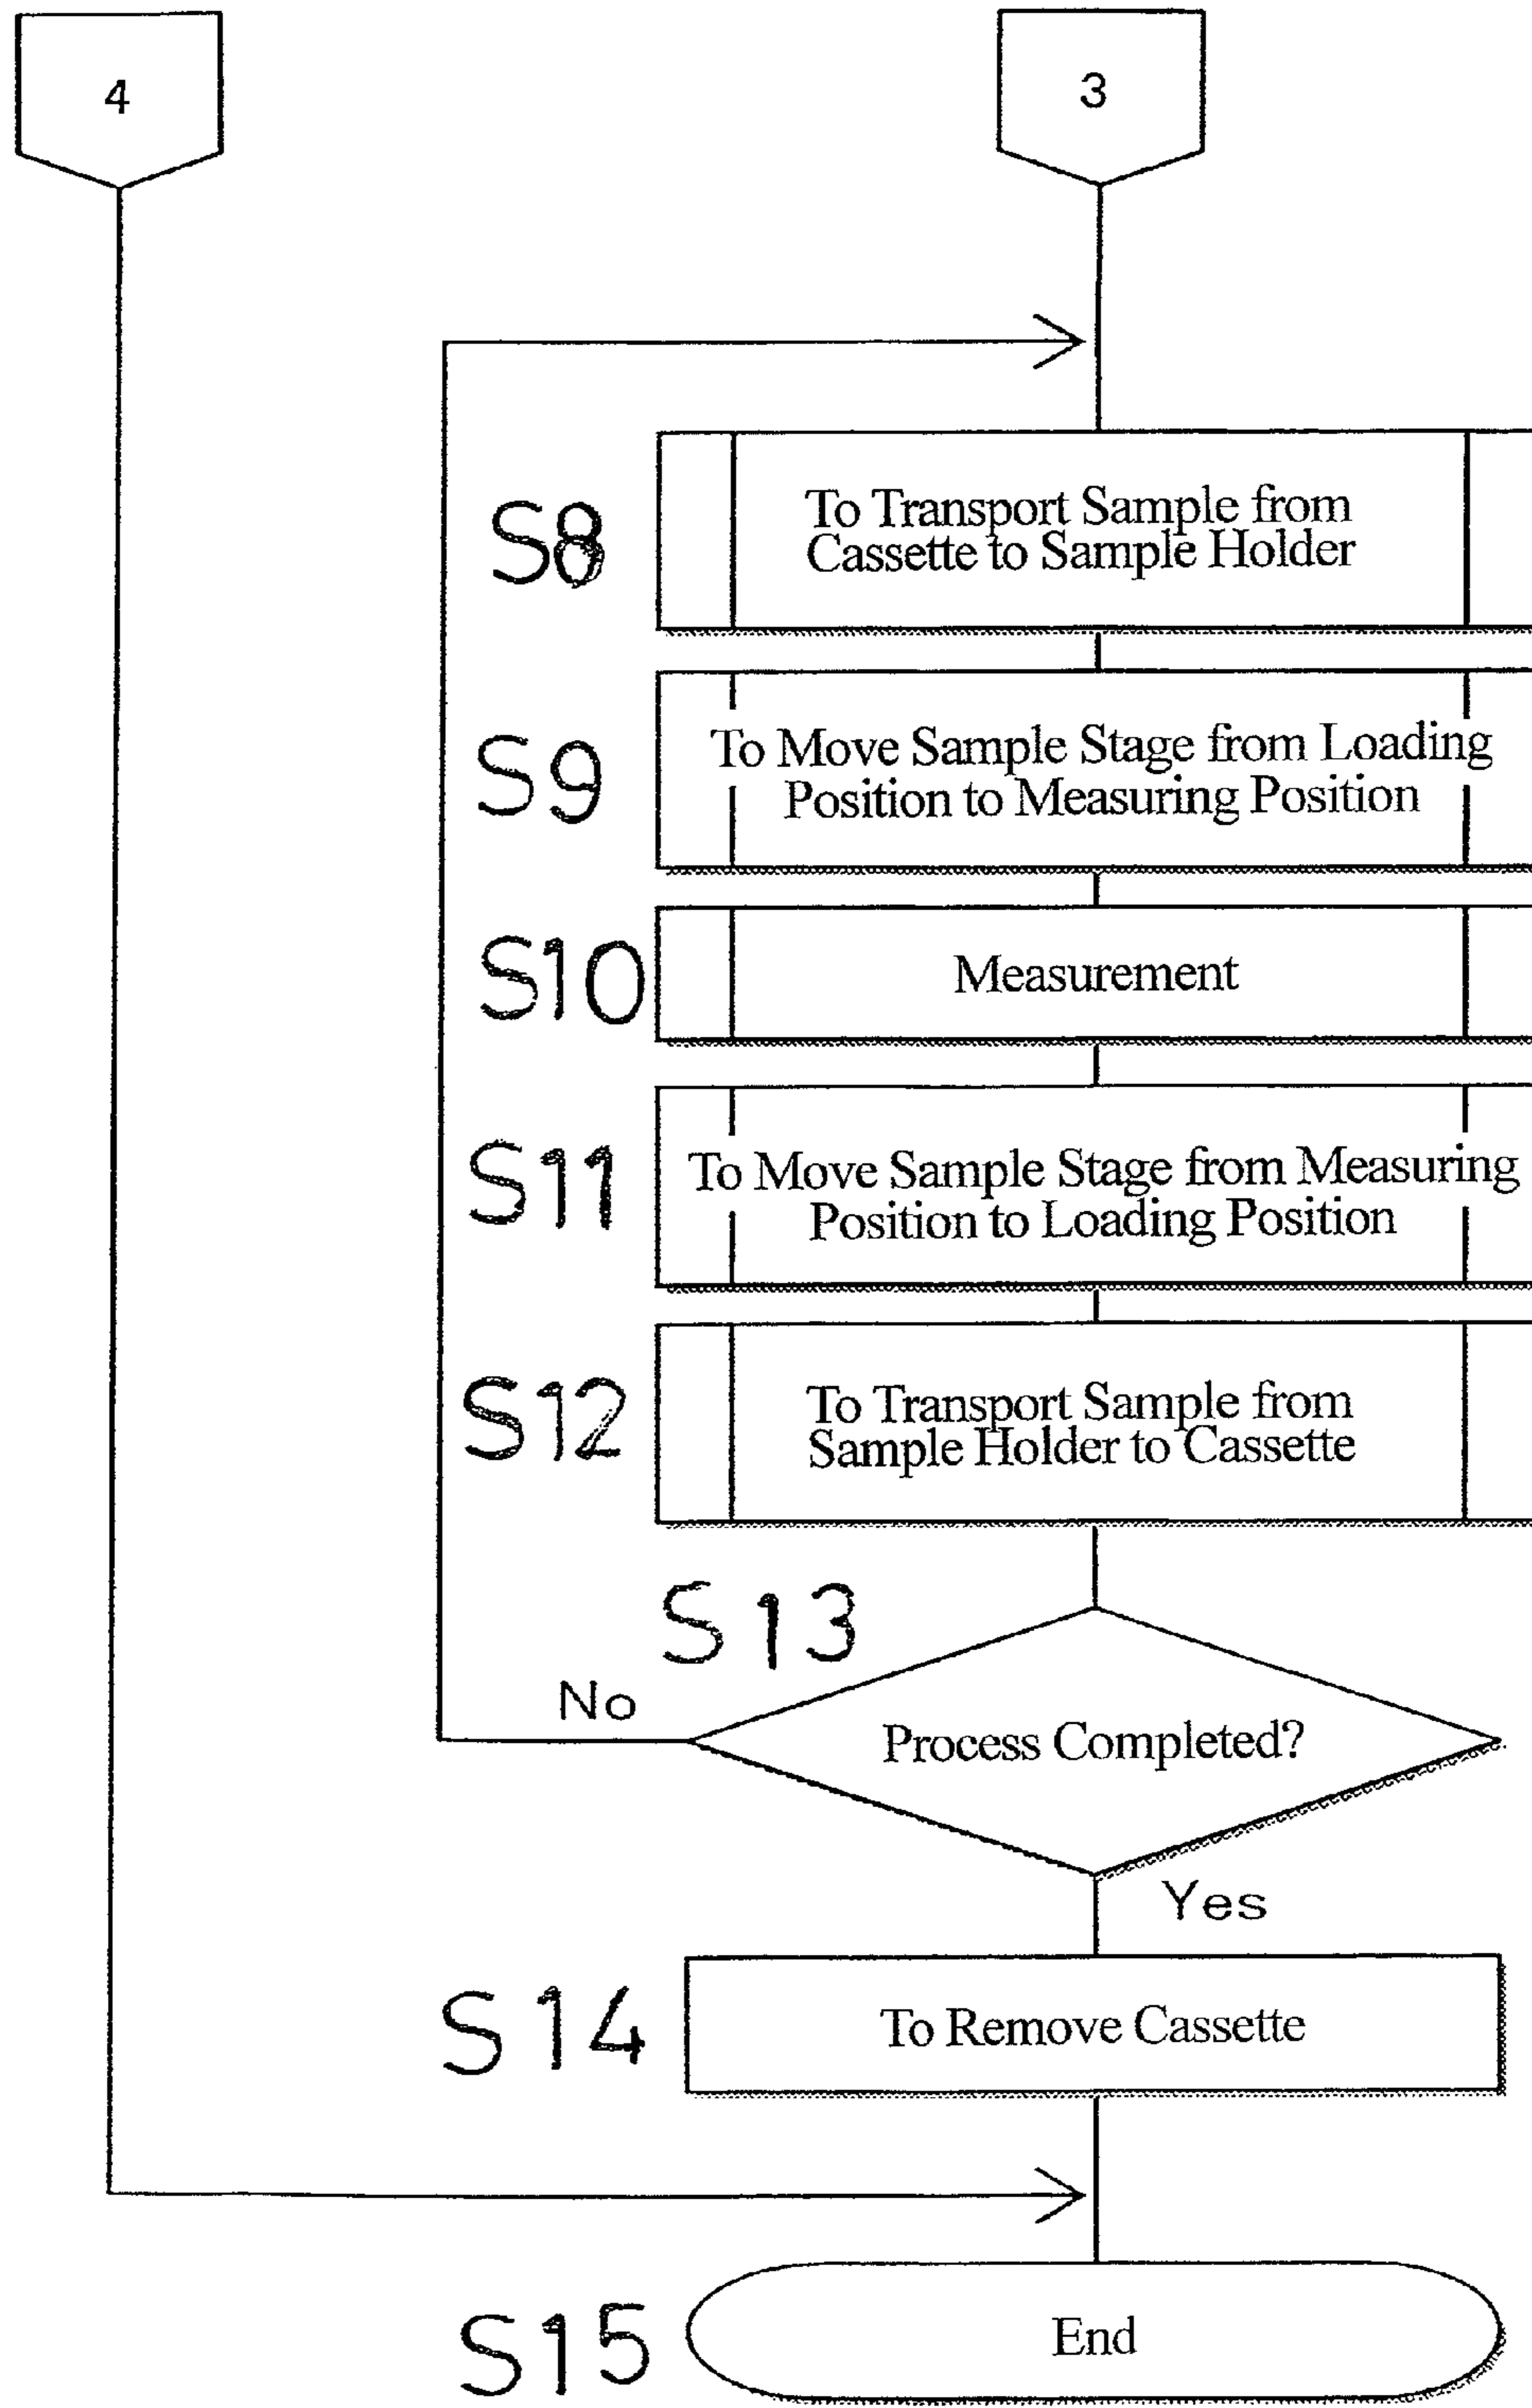 4
3
S8
To Transport Sample from
Cassette to Sample Holder
S9
To Move Sample Stage from Loading
Position to Measuring Position
S10
Measurement
S11
To Move Sample Stage from Measuring
Position to Loading Position
S12
To Transport Sample from
Sample Holder to Cassette
S13
No
Process Completed?
Yes
S14
To Remove Cassette
S15
End